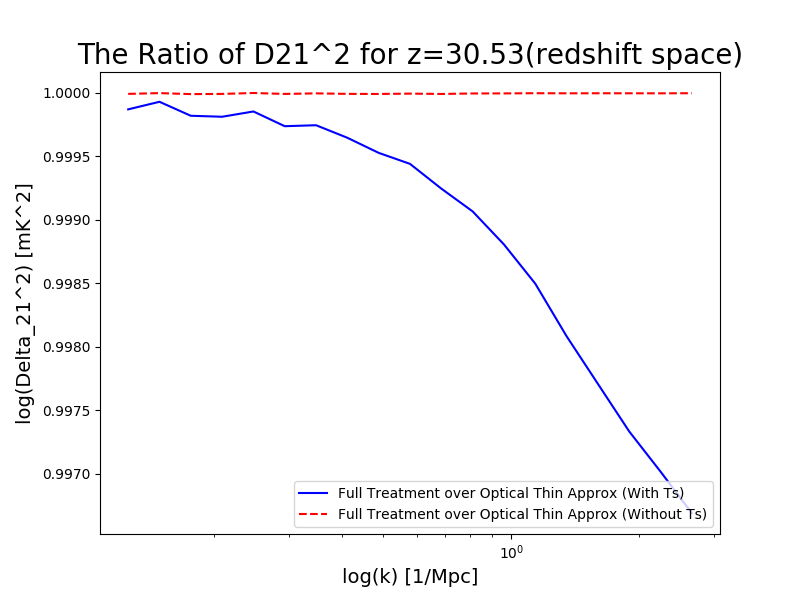 The Ratio of D21^2 for z=30.53(redshift space)
log(Delta_21^2) [mK^2]
1.0000
0.9995
0.9990
0.9985
0.9980
0.9975
0.9970
Full Treatment over Optical Thin Approx (With Ts)
Full Treatment over Optical Thin Approx (Without Ts)
10^0
log(k) [1/Mpc]